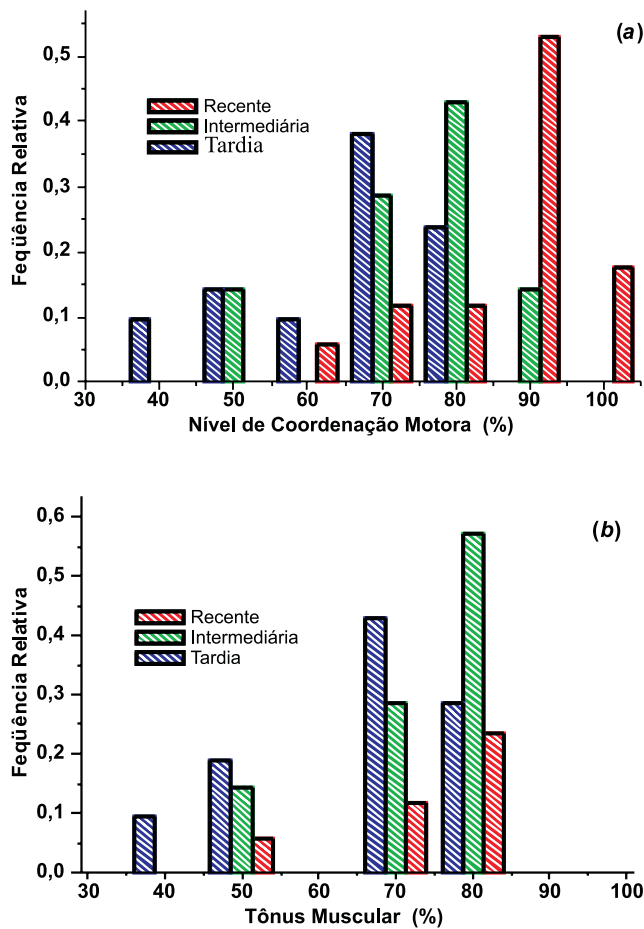 (a)
0,5
0,4
0,3
0,2
0,1
0,0
Feqüência Relativa
Recente
Intermediária
Tardia
30 40 50 60 70 80 90 100
Nível de Coordenação Motora (%)
(b)
0,6
0,5
0,4
0,3
0,2
0,1
0,0
Feqüência Relativa
Recente
Intermediária
Tardia
30 40 50 60 70 80 90 100
Tônus Muscular (%)